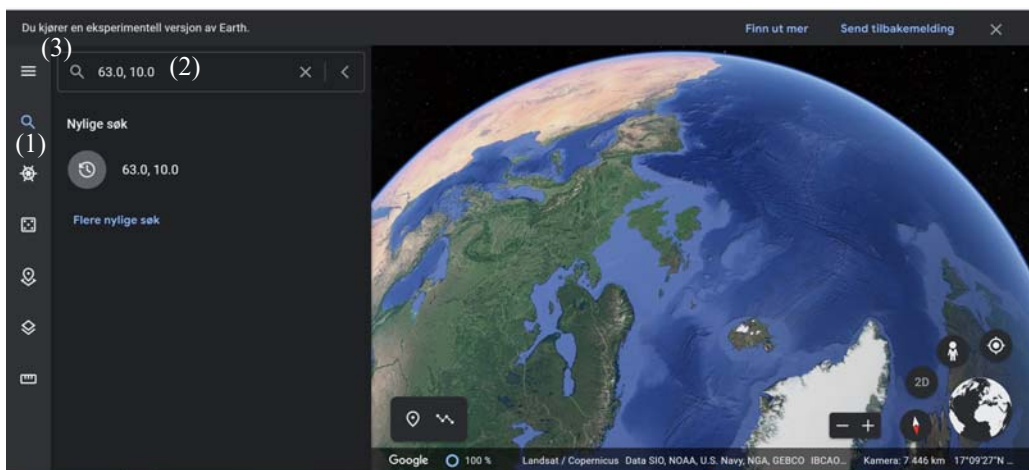 Du kjører en eksperimentell versjon av Earth.
Finn ut mer
Send tilbakemelding
(3)
63.0, 10.0
(2)
Nylige søk
(1)
63.0, 10.0
Flere nylige søk
2D
Google
100 %
Landsat / Copernicus Data SIO, NOAA, U.S. Navy, NGA, GEBCO IBCAO...
Kamera: 7 446 km
17°09'27"N ...